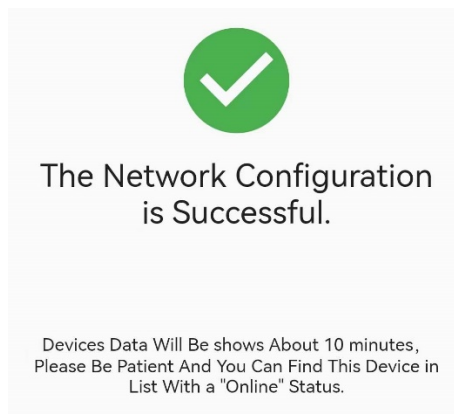 The Network Configuration
is Successful.
Devices Data Will Be shows About 10 minutes,
Please Be Patient And You Can Find This Device in
List With a "Online" Status.